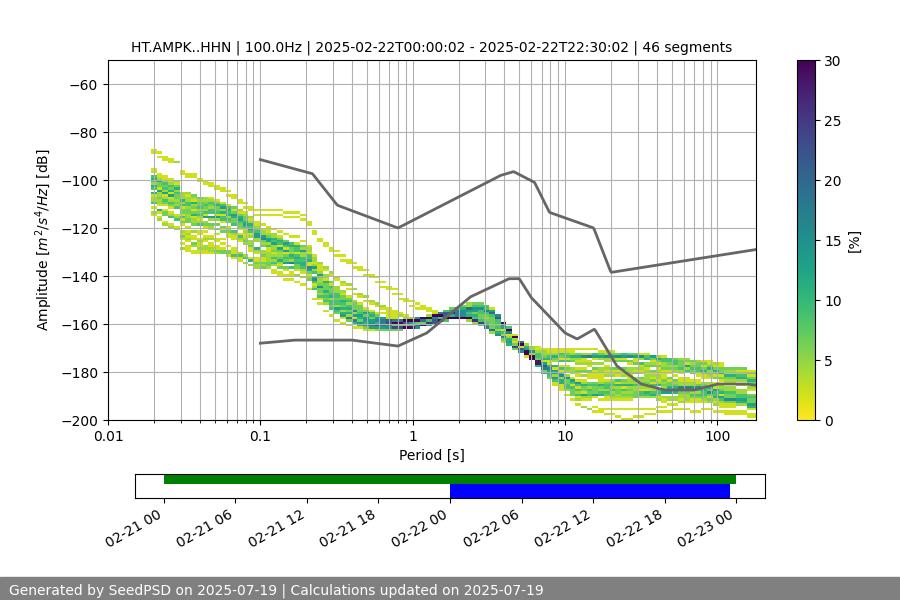 HT.AMPK..HHN | 100.0Hz | 2025-02-22T00:00:02 - 2025-02-22T22:30:02 | 46 segments
−60
−80
−100
−120
−140
−160
−180
−200
Amplitude [m²/s⁴/Hz] [dB]
0.01 0.1 1 10 100
Period [s]
30
25
20
15
10
5
0
[%]
02-21 00 02-21 06 02-21 12 02-21 18 02-22 00 02-22 06 02-22 12 02-22 18 02-23 00
Generated by SeedPSD on 2025-07-19 | Calculations updated on 2025-07-19